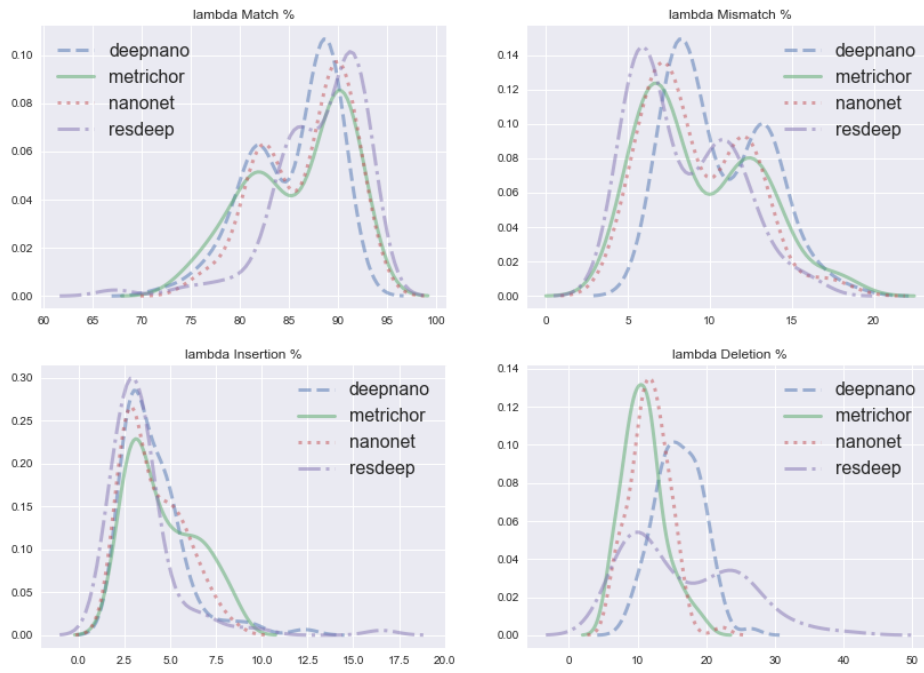 lambda Match %
0.10
0.08
0.06
0.04
0.02
0.00
60 65 70 75 80 85 90 95 100
deepnano
metrichor
nanonet
resdeep
lambda Mismatch %
0.14
0.12
0.10
0.08
0.06
0.04
0.02
0.00
0 5 10 15 20
deepnano
metrichor
nanonet
resdeep
lambda Insertion %
0.30
0.25
0.20
0.15
0.10
0.05
0.00
0.0 2.5 5.0 7.5 10.0 12.5 15.0 17.5 20.0
deepnano
metrichor
nanonet
resdeep
lambda Deletion %
0.14
0.12
0.10
0.08
0.06
0.04
0.02
0.00
0 10 20 30 40 50
deepnano
metrichor
nanonet
resdeep